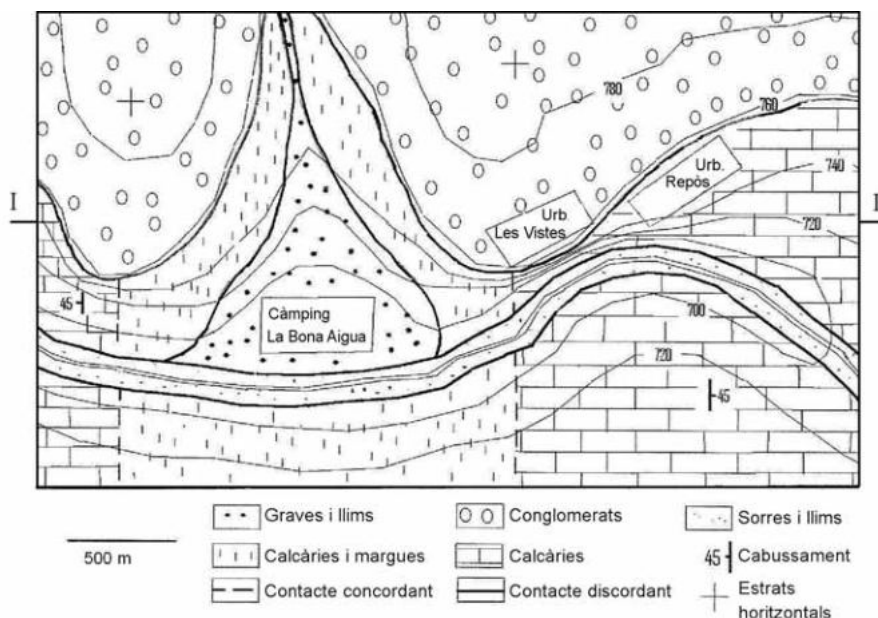 780
760
Urb.
Repòs
740
I
I
Urb
Les Vistes
720
45
Càmping
La Bona Aigua
700
720
45
500 m
Graves i llims
Conglomerats
Sorres i llims
Calcàries i margues
Calcàries
45 Cabussament
Contacte concordant
Contacte discordant
Estrats
horitzontals